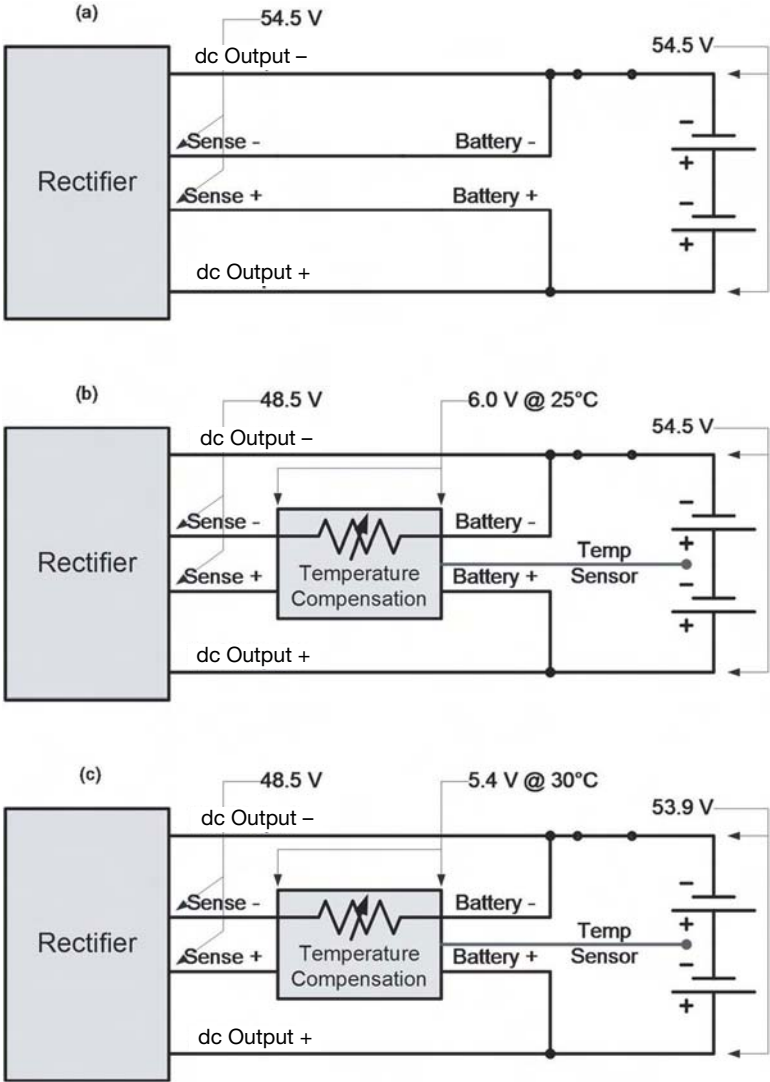 (a)
54.5 V
dc Output –
54.5 V
Sense -
Battery -
Rectifier
Sense +
Battery +
dc Output +
-
+
-
+
(b)
48.5 V
6.0 V @ 25°C
dc Output –
54.5 V
Sense -
Battery -
Rectifier
Temperature
Compensation
Sense +
Battery +
Temp
Sensor
dc Output +
-
+
-
+
(c)
48.5 V
5.4 V @ 30°C
dc Output –
53.9 V
Sense -
Battery -
Rectifier
Temperature
Compensation
Sense +
Battery +
Temp
Sensor
dc Output +
-
+
-
+